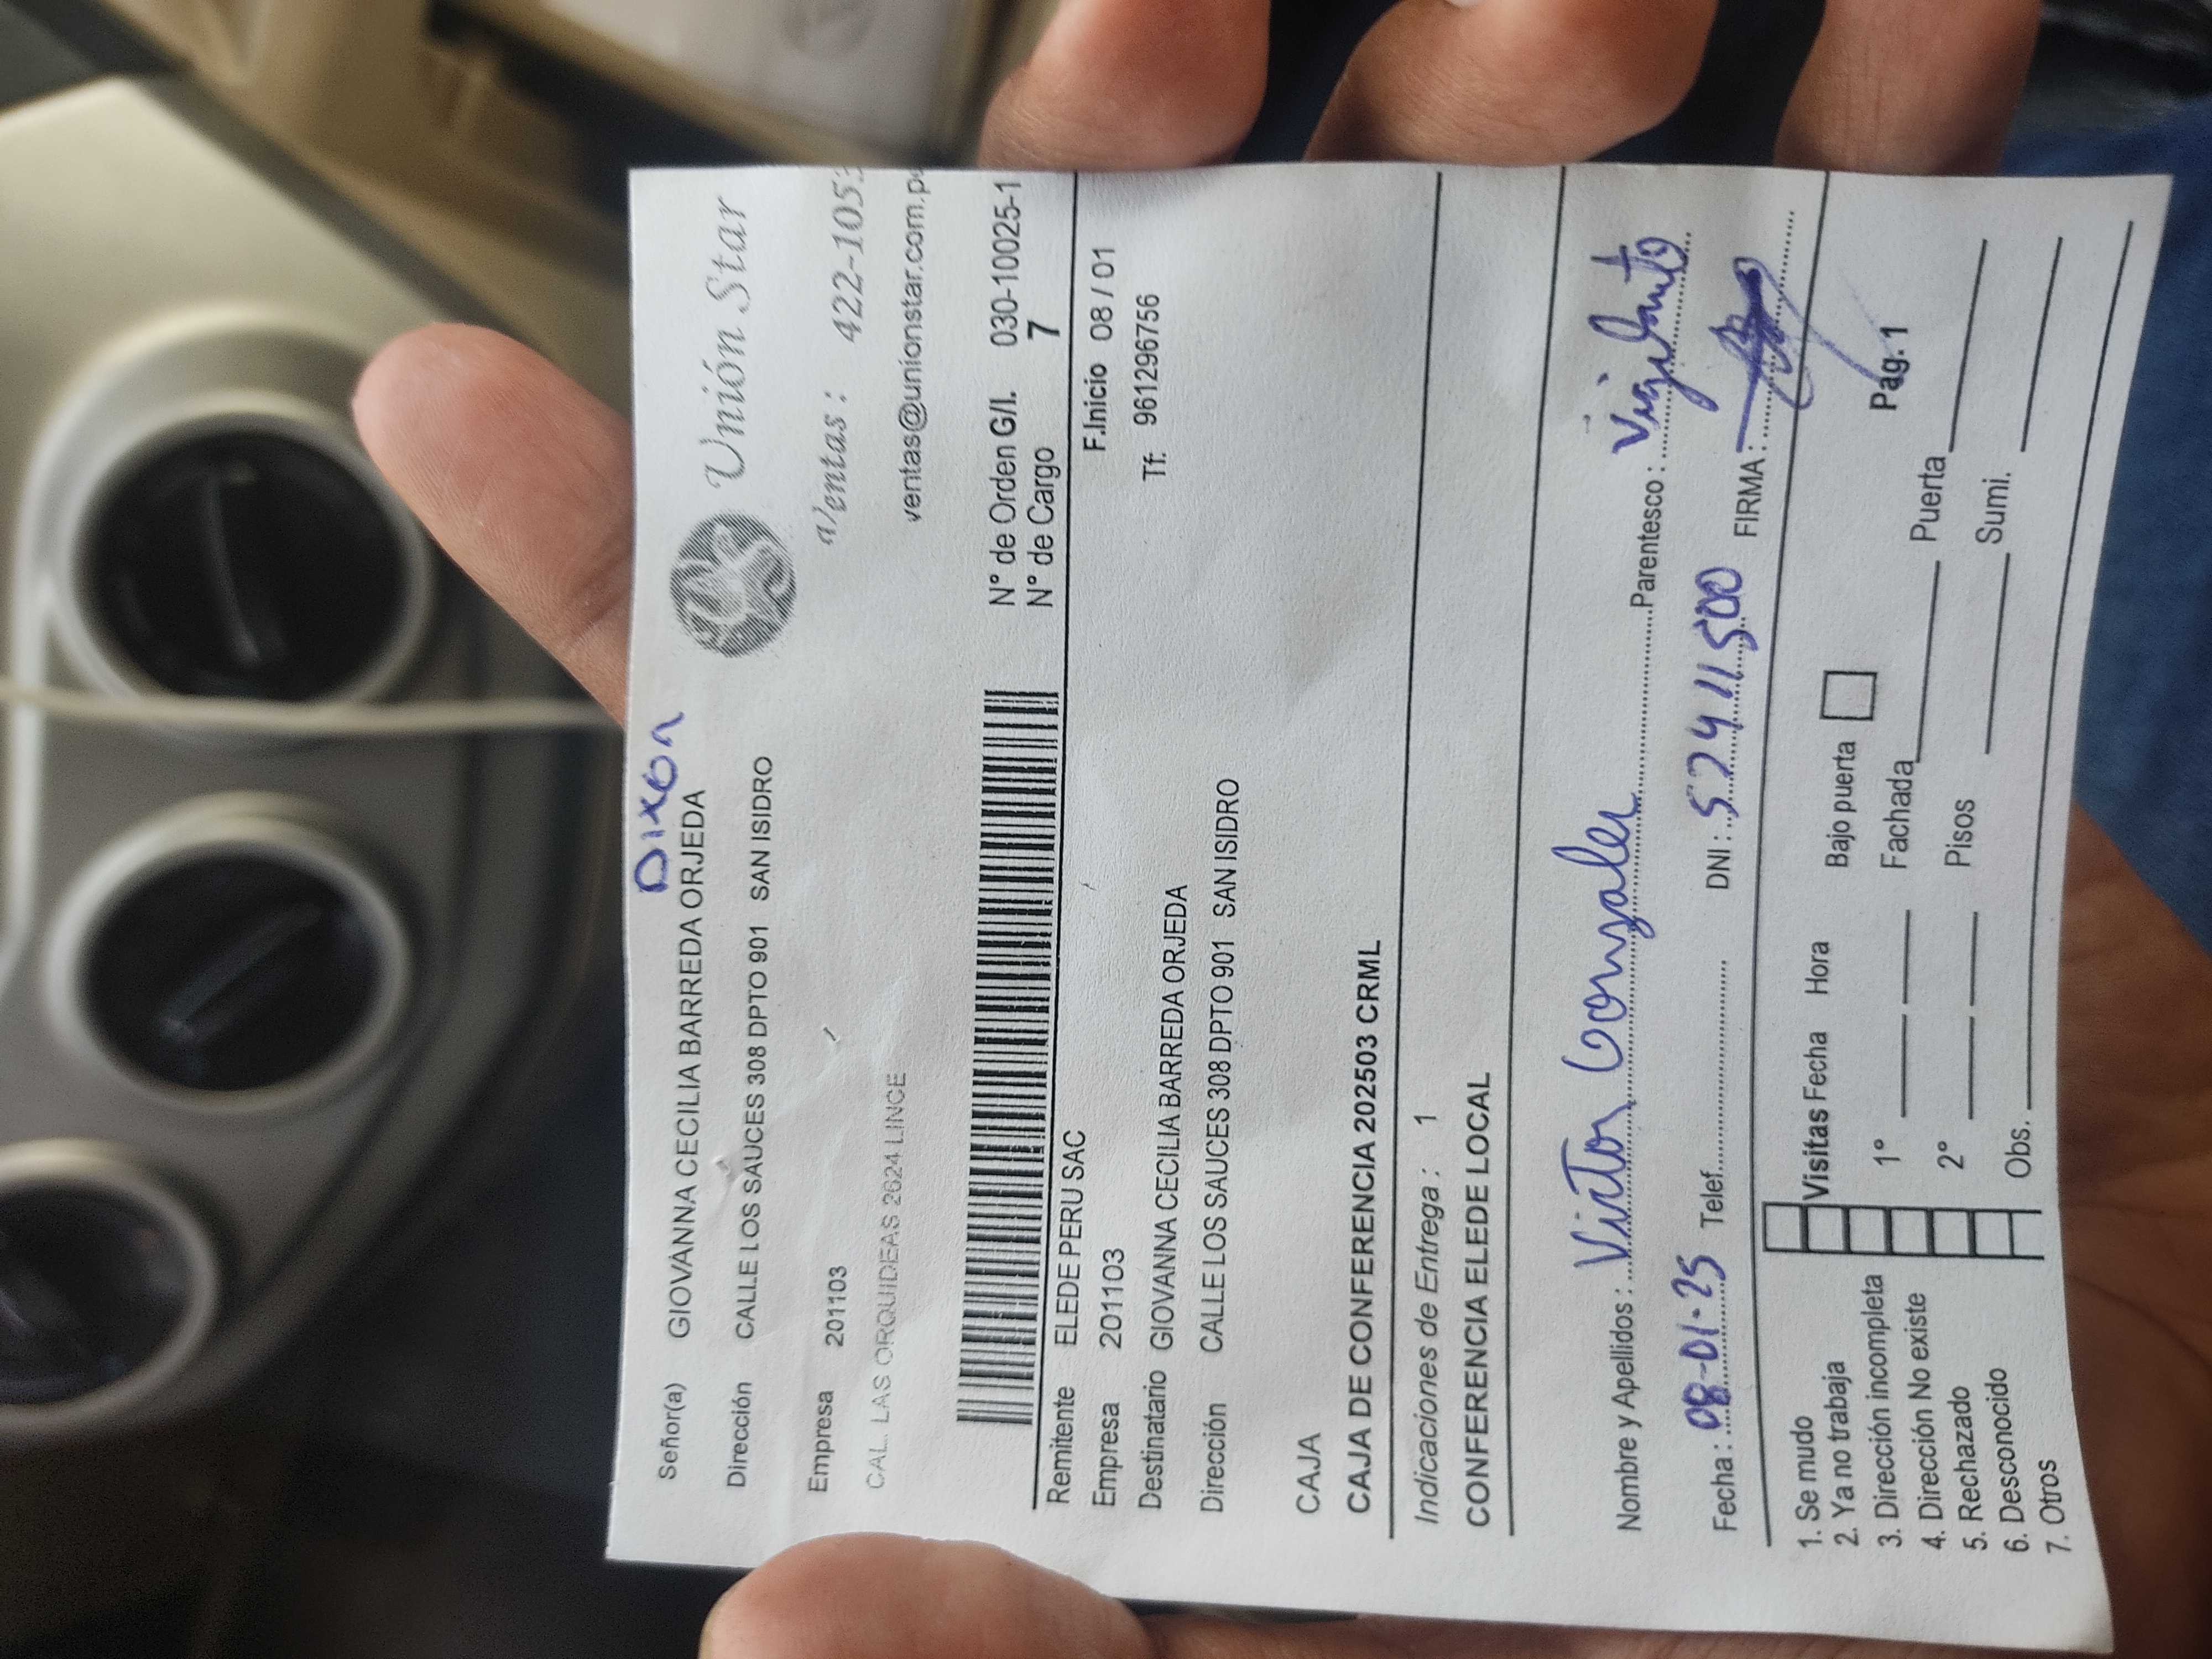 Dixon
Señor(a) GIOVANNA CECILIA BARREDA ORJEDA
Unión Star
Dirección CALLE LOS SAUCES 308 DPTO 901 SAN ISIDRO
Ventas : 422-105
Empresa 201103
CAL. LAS ORQUIDEAS 2624 LINCE
ventas@unionstar.com.p
N° de Orden G/I. 030-10025-1
N° de Cargo 7
Remitente ELEDE PERU SAC
F.Inicio 08 / 01
Empresa 201103
Tf. 961296756
Destinatario GIOVANNA CECILIA BARREDA ORJEDA
Dirección CALLE LOS SAUCES 308 DPTO 901 SAN ISIDRO
CAJA
CAJA DE CONFERENCIA 202503 CRML
Indicaciones de Entrega : 1
CONFERENCIA ELEDE LOCAL
Nombre y Apellidos : Victor Gonzales Parentesco : Vigilante
Fecha : 08-01-25 Telef. DNI : 52411500 FIRMA :
1. Se mudo
2. Ya no trabaja
3. Dirección incompleta
4. Dirección No existe
5. Rechazado
6. Desconocido
7. Otros
Visitas Fecha Hora Bajo puerta
Pag. 1
1° Fachada Puerta
2° Pisos Sumi.
Obs.